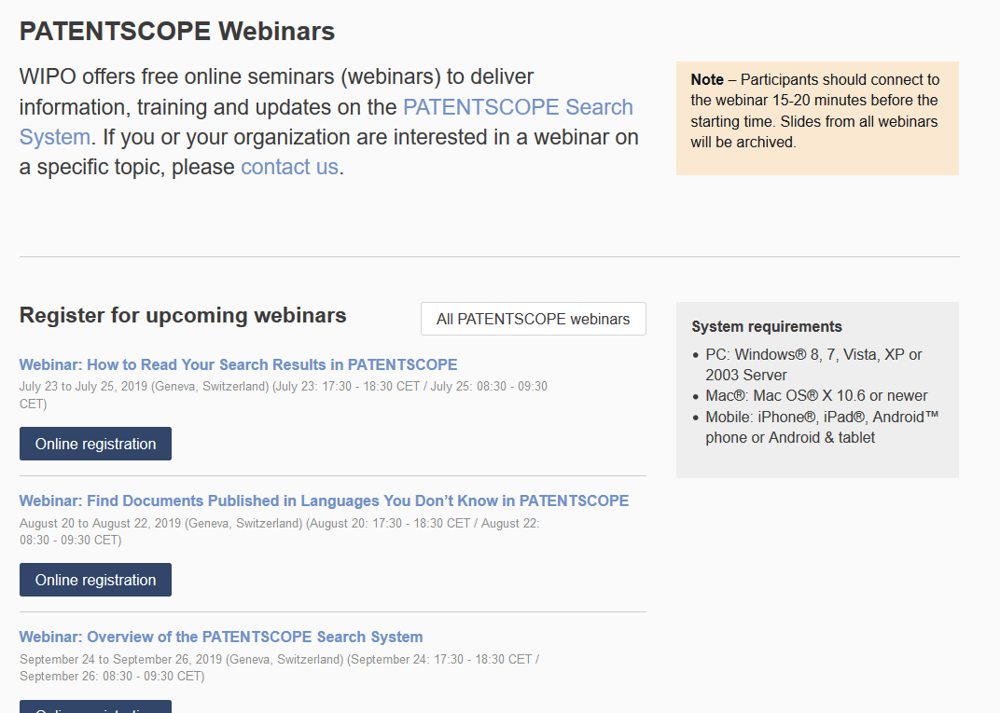 PATENTSCOPE Webinars
WIPO offers free online seminars (webinars) to deliver
information, training and updates on the PATENTSCOPE Search
System. If you or your organization are interested in a webinar on
a specific topic, please contact us.
Note – Participants should connect to
the webinar 15-20 minutes before the
starting time. Slides from all webinars
will be archived.
Register for upcoming webinars
All PATENTSCOPE webinars
Webinar: How to Read Your Search Results in PATENTSCOPE
July 23 to July 25, 2019 (Geneva, Switzerland) (July 23: 17:30 - 18:30 CET / July 25: 08:30 - 09:30
CET)
Online registration
Webinar: Find Documents Published in Languages You Don’t Know in PATENTSCOPE
August 20 to August 22, 2019 (Geneva, Switzerland) (August 20: 17:30 - 18:30 CET / August 22:
08:30 - 09:30 CET)
Online registration
Webinar: Overview of the PATENTSCOPE Search System
September 24 to September 26, 2019 (Geneva, Switzerland) (September 24: 17:30 - 18:30 CET /
September 26: 08:30 - 09:30 CET)
System requirements
• PC: Windows® 8, 7, Vista, XP or
2003 Server
• Mac®: Mac OS® X 10.6 or newer
• Mobile: iPhone®, iPad®, Android™
phone or Android & tablet